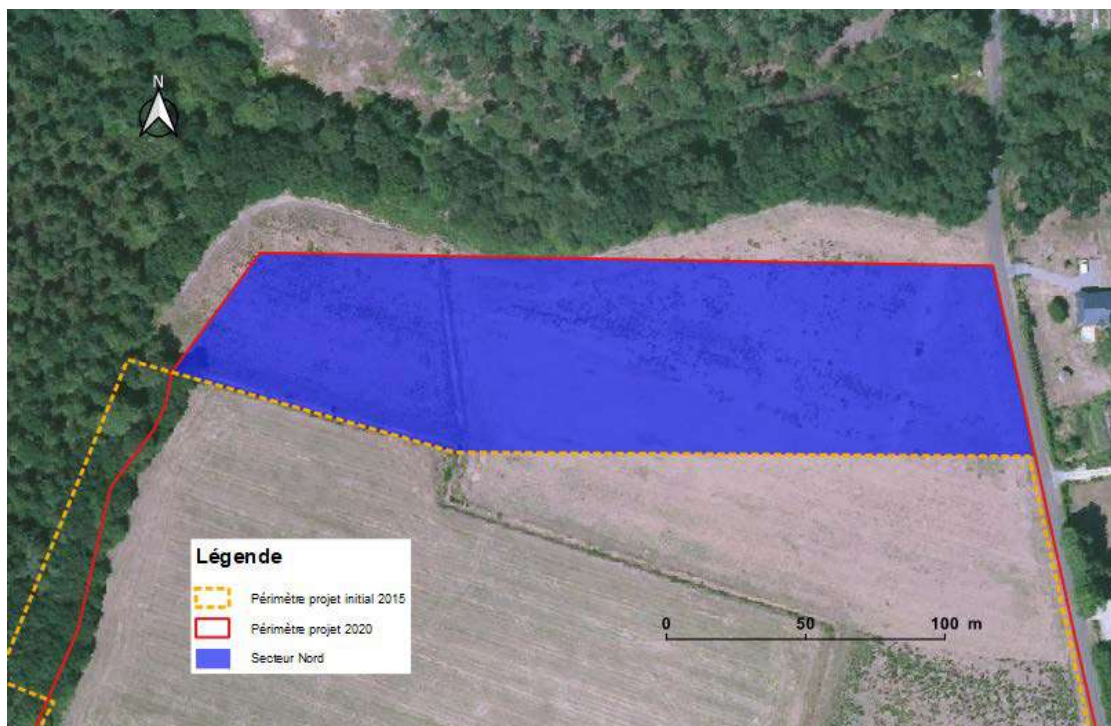 N
Légende
Périmètre projet initial 2015
Périmètre projet 2020
Secteur Nord
0 50 100 m